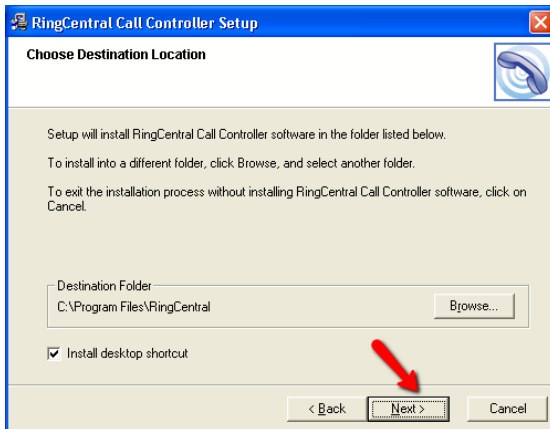 RingCentral Call Controller Setup
Choose Destination Location
Setup will install RingCentral Call Controller software in the folder listed below.
To install into a different folder, click Browse, and select another folder.
To exit the installation process without installing RingCentral Call Controller software, click on
Cancel.
Destination Folder
C:\Program Files\RingCentral
Browse...
Install desktop shortcut
< Back
Next >
Cancel